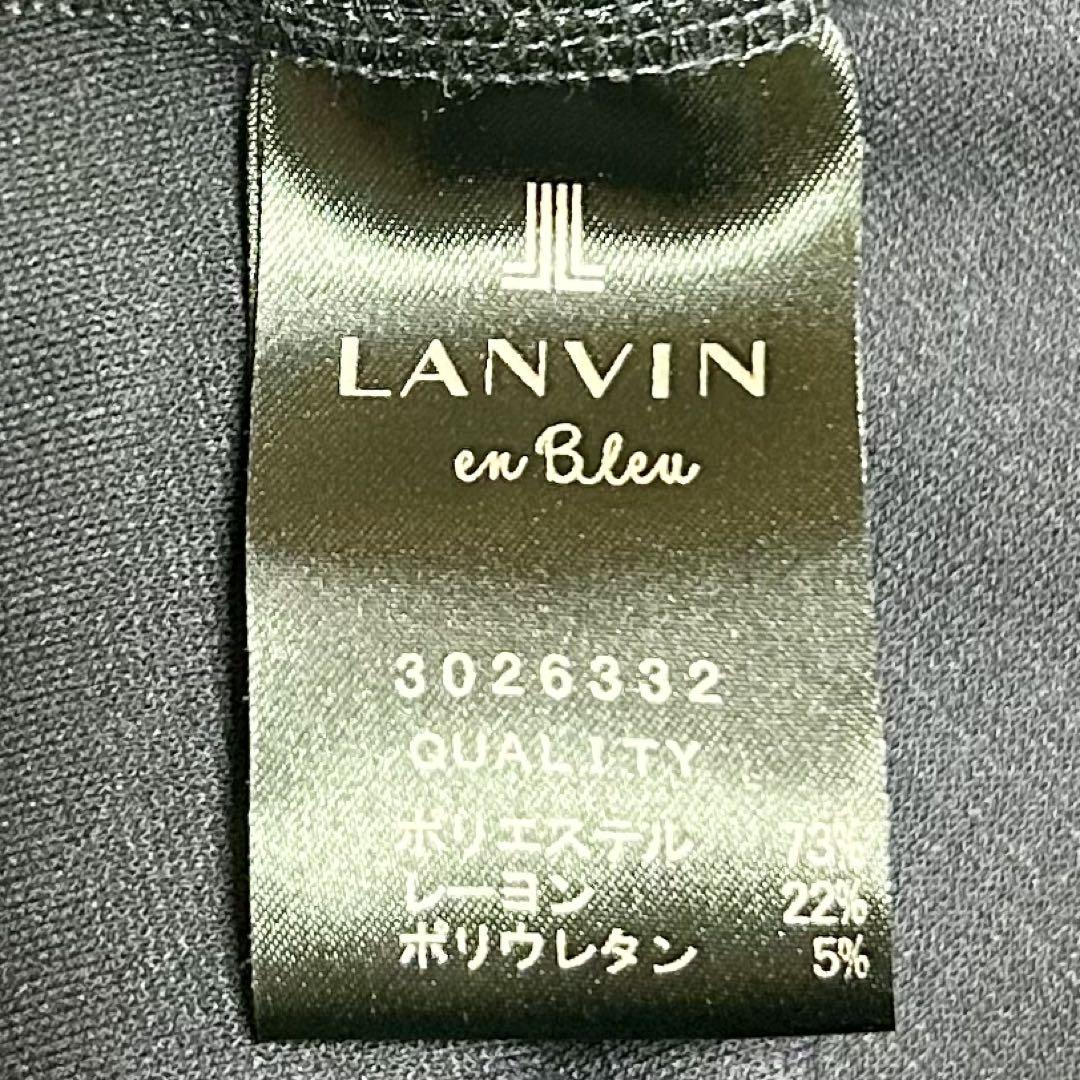 LANVIN
en Bleu
3026332
QUALITY
ポリエステル 73%
レーヨン 22%
ポリウレタン 5%